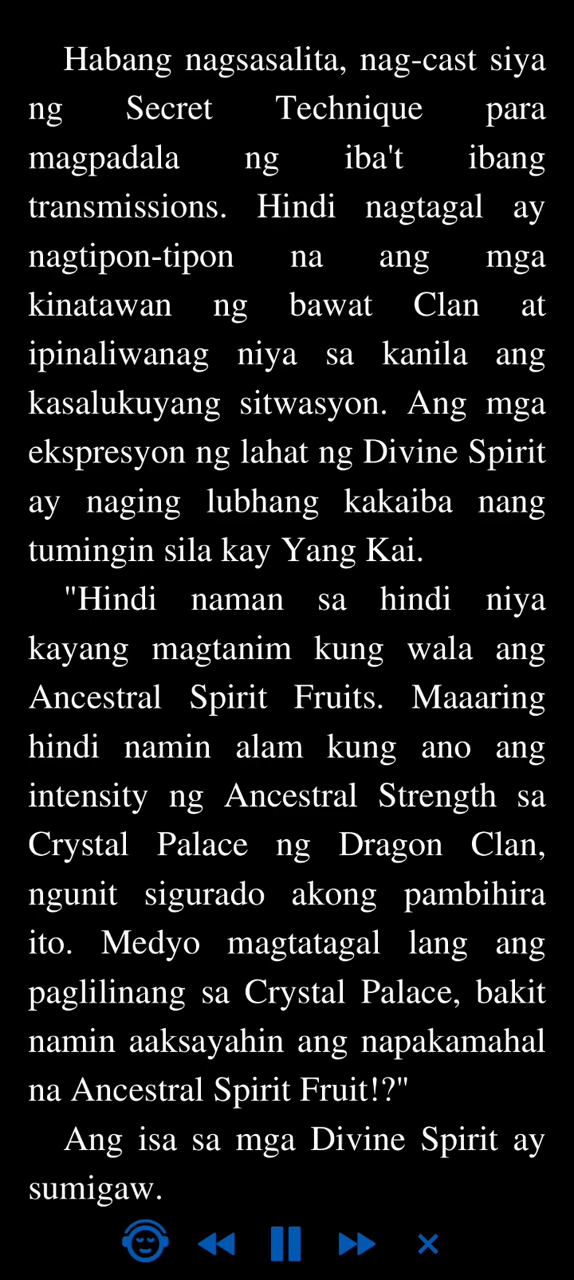 Habang nagsasalita, nag-cast siya
ng Secret Technique para
magpadala ng iba't ibang
transmissions. Hindi nagtagal ay
nagtipon-tipon na ang mga
kinatawan ng bawat Clan at
ipinaliwanag niya sa kanila ang
kasalukuyang sitwasyon. Ang mga
ekspresyon ng lahat ng Divine Spirit
ay naging lubhang kakaiba nang
tumingin sila kay Yang Kai.
"Hindi naman sa hindi niya
kayang magtanim kung wala ang
Ancestral Spirit Fruits. Maaaring
hindi namin alam kung ano ang
intensity ng Ancestral Strength sa
Crystal Palace ng Dragon Clan,
ngunit sigurado akong pambihira
ito. Medyo magtatagal lang ang
paglilinang sa Crystal Palace, bakit
namin aaksayahin ang napakamahal
na Ancestral Spirit Fruit!?"
Ang isa sa mga Divine Spirit ay
sumigaw.